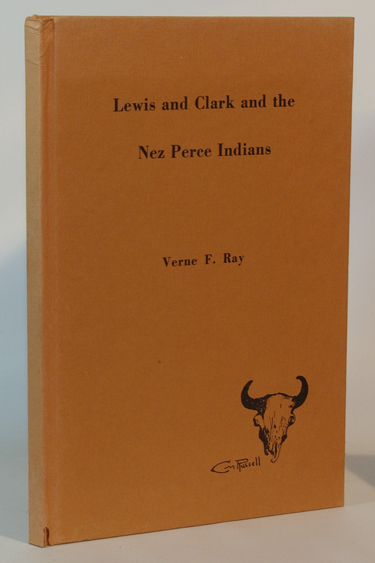 Lewis and Clark and the
Nez Perce Indians
Verne F. Ray
CM Russell